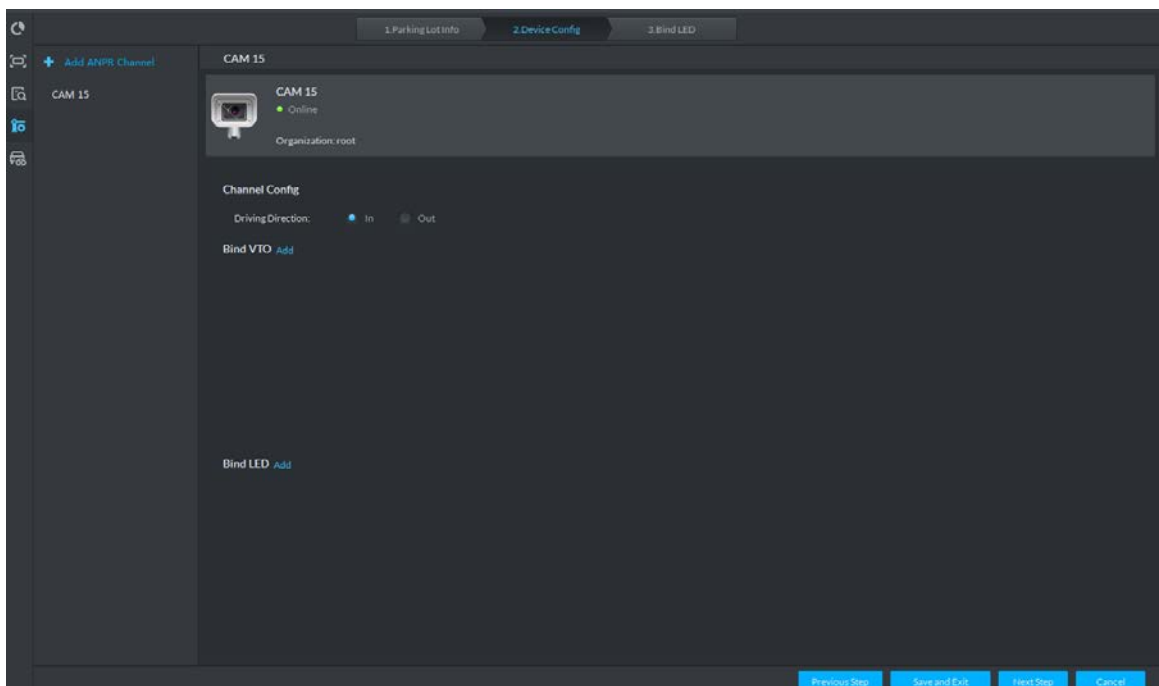 1.Parking Lot Info 2.Device Config 3.Bind LED
Add ANPR Channel
CAM 15
CAM 15
CAM 15
Online
Organization: root
Channel Config
Driving Direction: In Out
Bind VTO Add
Bind LED Add
Previous Step Save and Exit Next Step Cancel